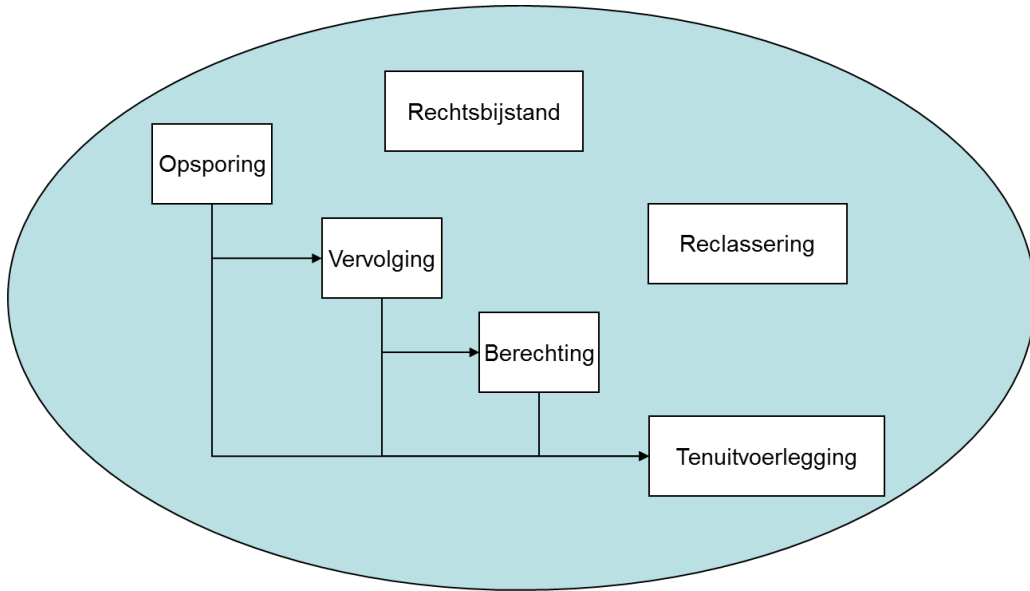 Rechtsbijstand
Opsporing
Reclassering
Vervolging
Berechting
Tenuitvoerlegging